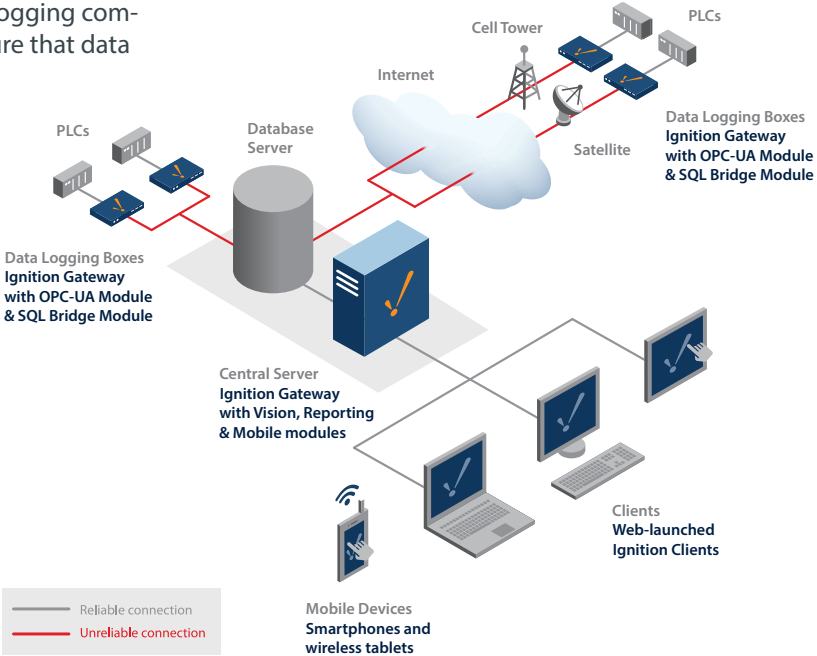 ogging com-
ure that data
Cell Tower
PLCs
Internet
PLCs
Database
Server
Satellite
Data Logging Boxes
Ignition Gateway
with OPC-UA Module
& SQL Bridge Module
Data Logging Boxes
Ignition Gateway
with OPC-UA Module
& SQL Bridge Module
Central Server
Ignition Gateway
with Vision, Reporting
& Mobile modules
Clients
Web-launched
Ignition Clients
Mobile Devices
Smartphones and
wireless tablets
Reliable connection
Unreliable connection